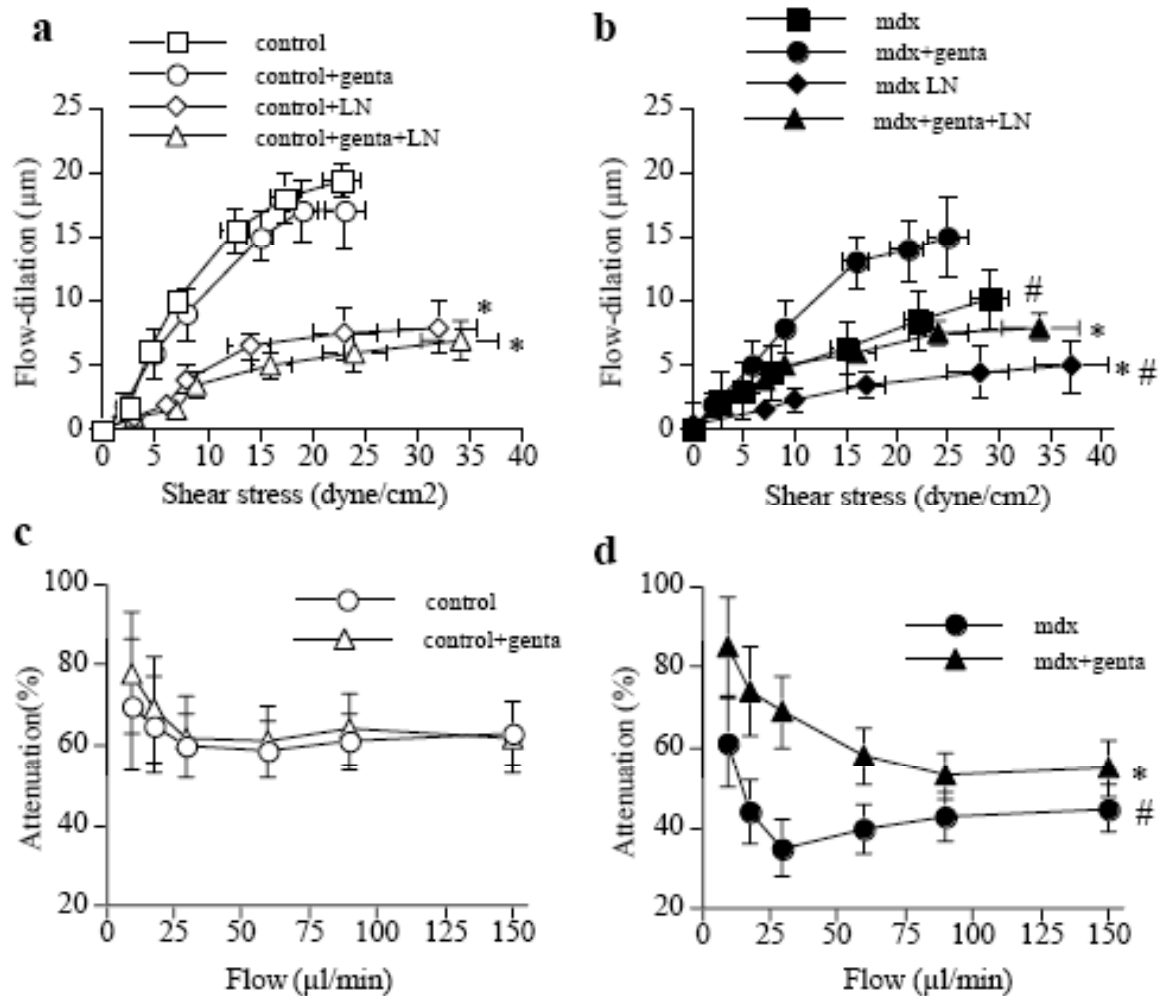 a
control
control+genta
control+LN
control+genta+LN
25
20
15
10
5
0
Flow-dilation (μm)
*
*
0 5 10 15 20 25 30 35 40
Shear stress (dyne/cm2)
b
mdx
mdx+genta
mdx LN
mdx+genta+LN
25
20
15
10
5
0
Flow-dilation (μm)
#
*
* #
0 5 10 15 20 25 30 35 40
Shear stress (dyne/cm2)
c
control
control+genta
100
80
60
40
20
Attenuation(%)
0 25 50 75 100 125 150
Flow (μl/min)
d
mdx
mdx+genta
100
80
60
40
20
Attenuation (%)
*
#
0 25 50 75 100 125 150
Flow (μl/min)